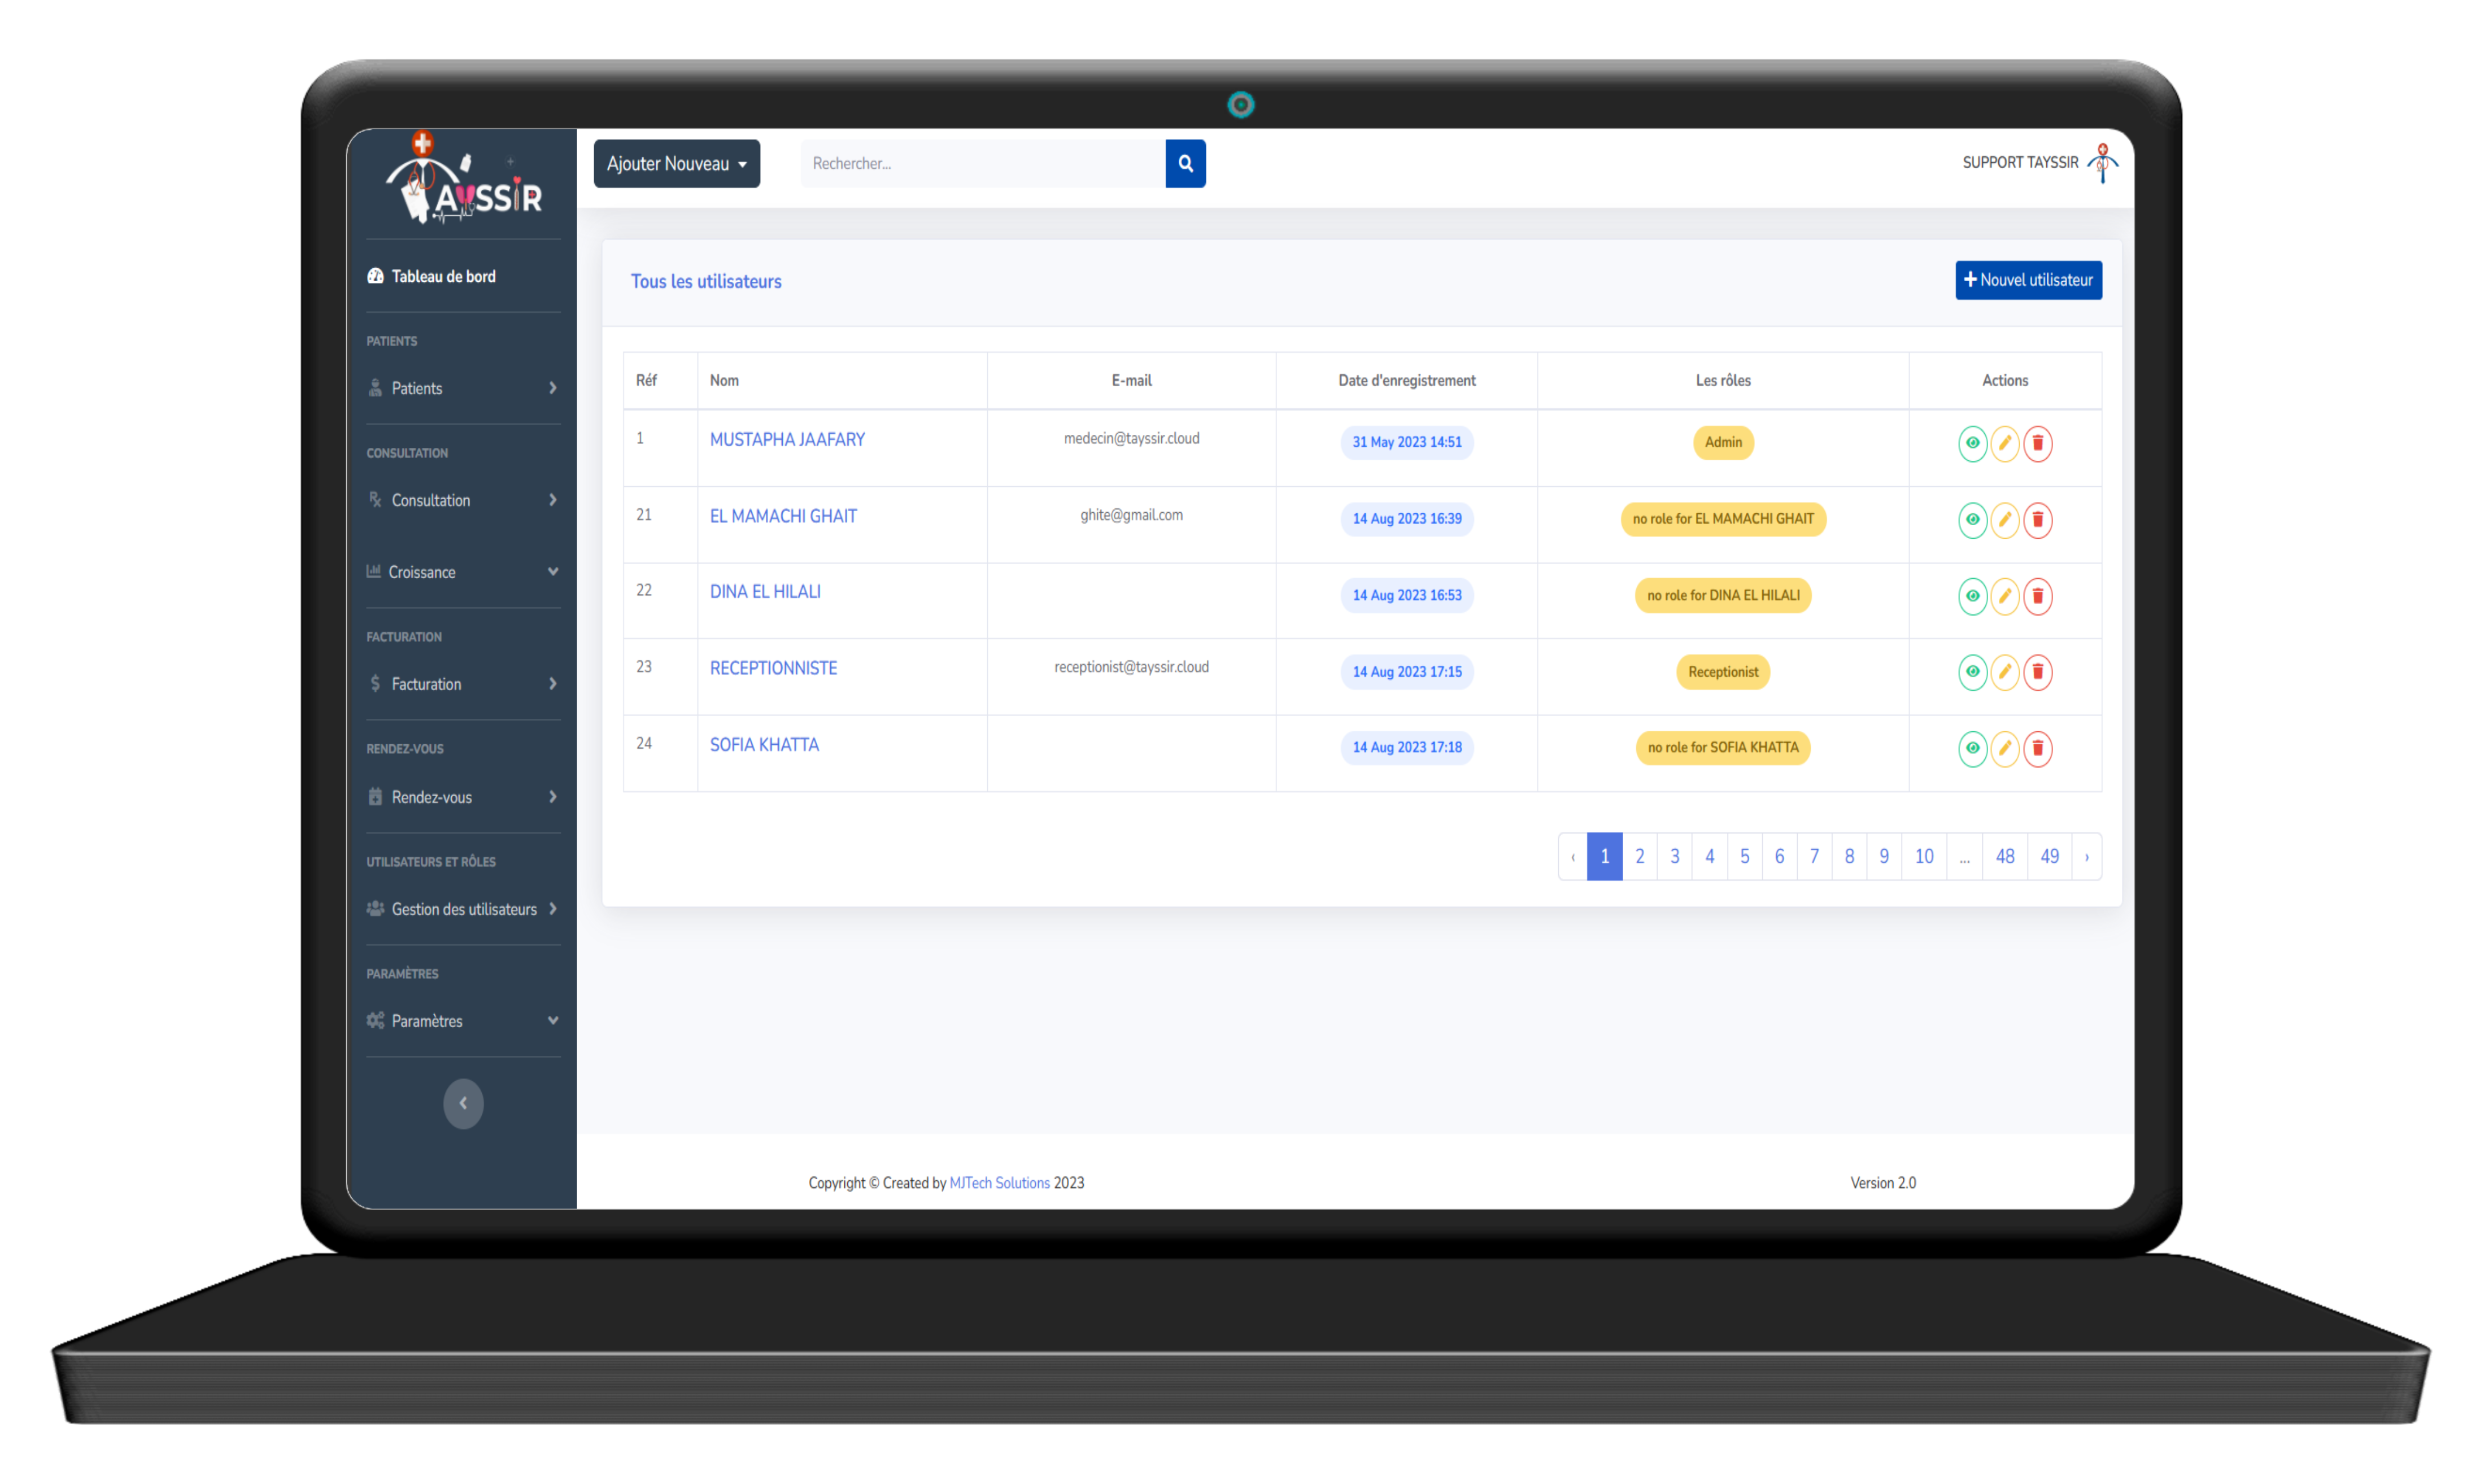 TAYSSIR
Ajouter Nouveau
Rechercher...
SUPPORT TAYSSIR
Tableau de bord
PATIENTS
Patients
CONSULTATION
Consultation
Croissance
FACTURATION
$ Facturation
RENDEZ-VOUS
Rendez-vous
UTILISATEURS ET RÔLES
Gestion des utilisateurs
PARAMÈTRES
Paramètres
Tous les utilisateurs
+ Nouvel utilisateur
Réf Nom E-mail Date d'enregistrement Les rôles Actions
1 MUSTAPHA JAAFARY medecin@tayssir.cloud 31 May 2023 14:51 Admin
21 EL MAMACHI GHAIT ghite@gmail.com 14 Aug 2023 16:39 no role for EL MAMACHI GHAIT
22 DINA EL HILALI 14 Aug 2023 16:53 no role for DINA EL HILALI
23 RECEPTIONNISTE receptionist@tayssir.cloud 14 Aug 2023 17:15 Receptionist
24 SOFIA KHATTA 14 Aug 2023 17:18 no role for SOFIA KHATTA
‹ 1 2 3 4 5 6 7 8 9 10 ... 48 49 ›
Copyright © Created by MJTech Solutions 2023
Version 2.0